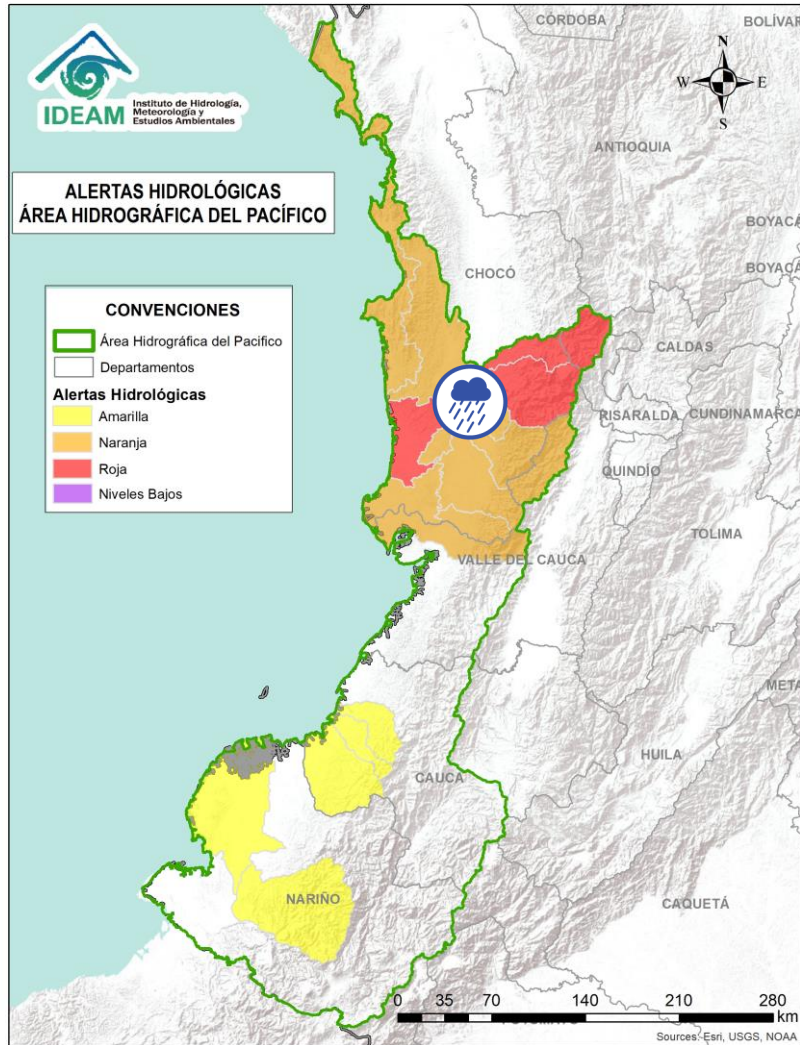 CÓRDOBA
BOLÍVAR
N
W
E
S
IDEAM
Instituto de Hidrología,
Meteorología y
Estudios Ambientales
ANTIOQUIA
ALERTAS HIDROLÓGICAS
ÁREA HIDROGRÁFICA DEL PACÍFICO
BOYACÁ
BOYACÁ
CHOCÓ
CONVENCIONES
Área Hidrográfica del Pacifico
Departamentos
Alertas Hidrológicas
Amarilla
Naranja
Roja
Niveles Bajos
CALDAS
RISARALDA
CUNDINAMARCA
QUINDÍO
TOLIMA
VALLE DEL CAUCA
META
HUILA
CAUCA
NARIÑO
CAQUETÁ
0 35 70 140 210 280
km
Sources: Esri, USGS, NOAA